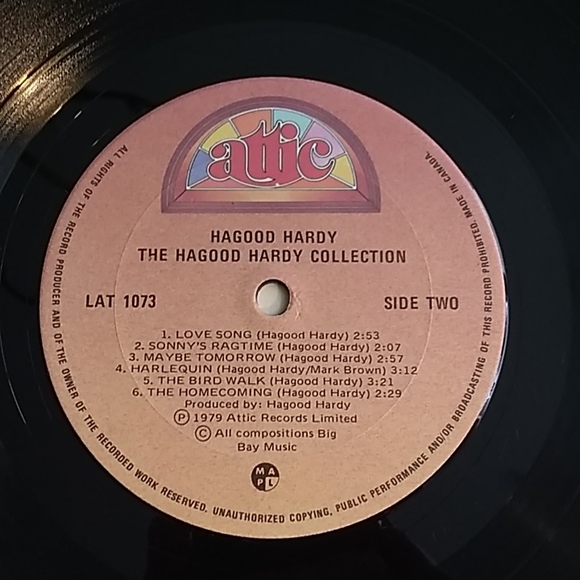 attic
HAGOOD HARDY
THE HAGOOD HARDY COLLECTION
LAT 1073
SIDE TWO
1. LOVE SONG (Hagood Hardy) 2:53
2. SONNY'S RAGTIME (Hagood Hardy) 2:07
3. MAYBE TOMORROW (Hagood Hardy) 2:57
4. HARLEQUIN (Hagood Hardy/Mark Brown) 3:12
5. THE BIRD WALK (Hagood Hardy) 3:21
6. THE HOMECOMING (Hagood Hardy) 2:29
Produced by: Hagood Hardy
Ⓟ 1979 Attic Records Limited
© All compositions Big
Bay Music
MAPL
ALL RIGHTS OF THE RECORD PRODUCER AND OF THE OWNER OF THE RECORDED WORK RESERVED. UNAUTHORIZED COPYING, PUBLIC PERFORMANCE AND/OR BROADCASTING OF THIS RECORD PROHIBITED. MADE IN CANADA.